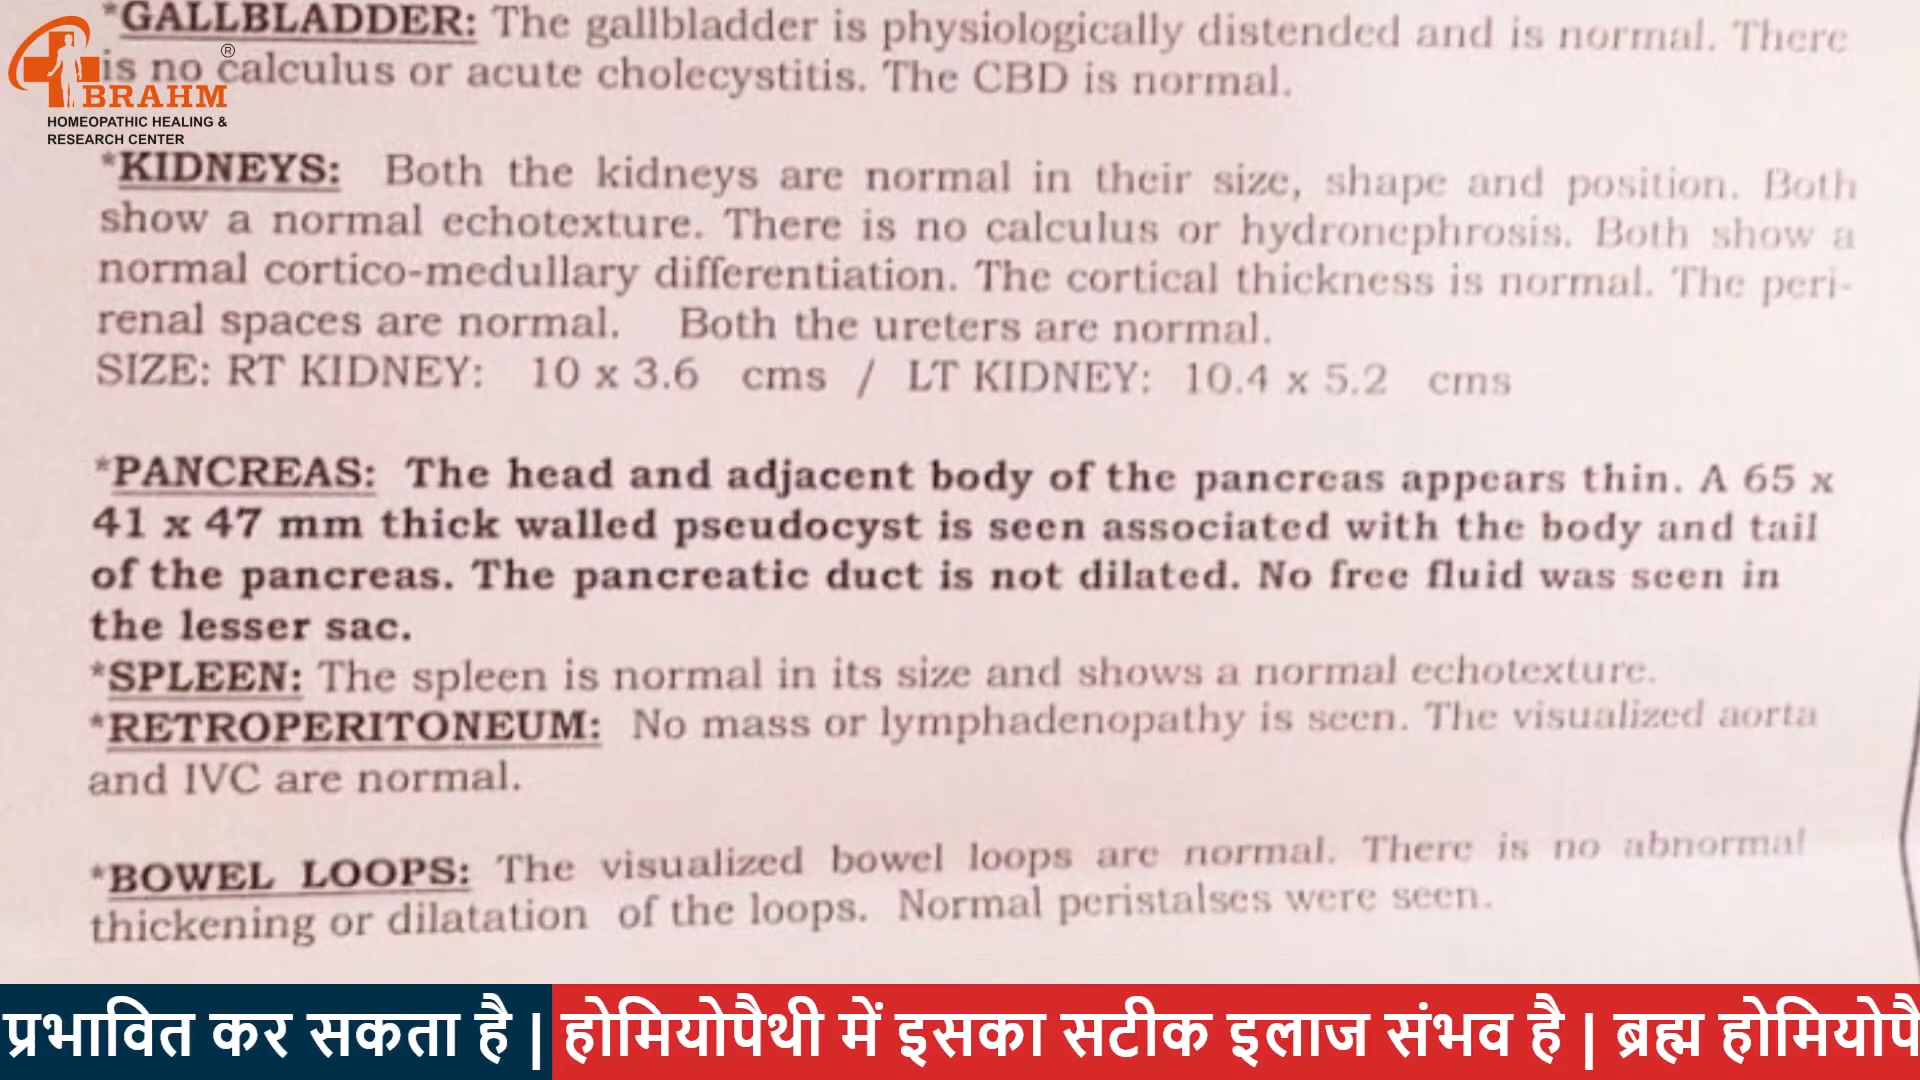 *GALLBLADDER: The gallbladder is physiologically distended and is normal. There
is no calculus or acute cholecystitis. The CBD is normal.
®
BRAHM
HOMEOPATHIC HEALING &
RESEARCH CENTER
*KIDNEYS: Both the kidneys are normal in their size, shape and position. Both
show a normal echotexture. There is no calculus or hydronephrosis. Both show a
normal cortico-medullary differentiation. The cortical thickness is normal. The peri-
renal spaces are normal. Both the ureters are normal.
SIZE: RT KIDNEY: 10 x 3.6 cms / LT KIDNEY: 10.4 x 5.2 cms
*PANCREAS: The head and adjacent body of the pancreas appears thin. A 65 x
41 x 47 mm thick walled pseudocyst is seen associated with the body and tail
of the pancreas. The pancreatic duct is not dilated. No free fluid was seen in
the lesser sac.
*SPLEEN: The spleen is normal in its size and shows a normal echotexture.
*RETROPERITONEUM: No mass or lymphadenopathy is seen. The visualized aorta
and IVC are normal.
*BOWEL LOOPS: The visualized bowel loops are normal. There is no abnormal
thickening or dilatation of the loops. Normal peristalses were seen.
प्रभावित कर सकता है | होमियोपैथी में इसका सटीक इलाज संभव है | ब्रह्म होमियोपै